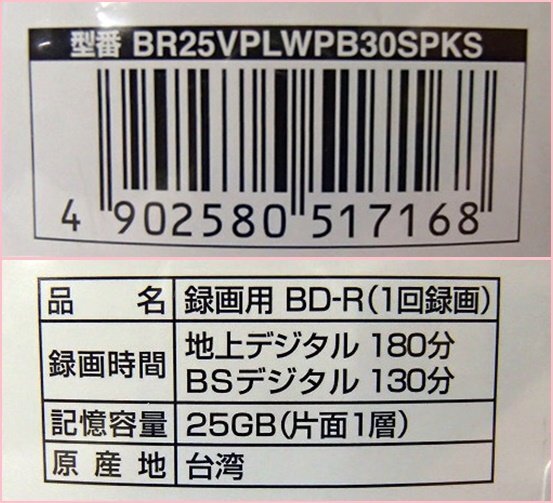 型番 BR25VPLWPB30SPKS
4 902580 517168
品名 録画用 BD-R(1回録画)
録画時間 地上デジタル 180分
BSデジタル 130分
記憶容量 25GB(片面1層)
原産地 台湾